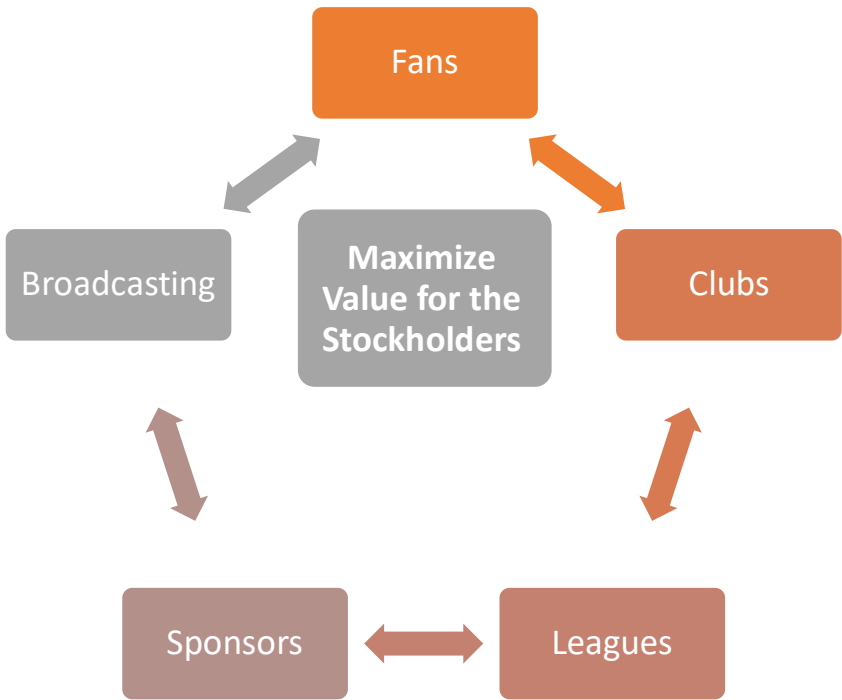 Fans
Broadcasting
Maximize
Value for the
Stockholders
Clubs
Sponsors
Leagues